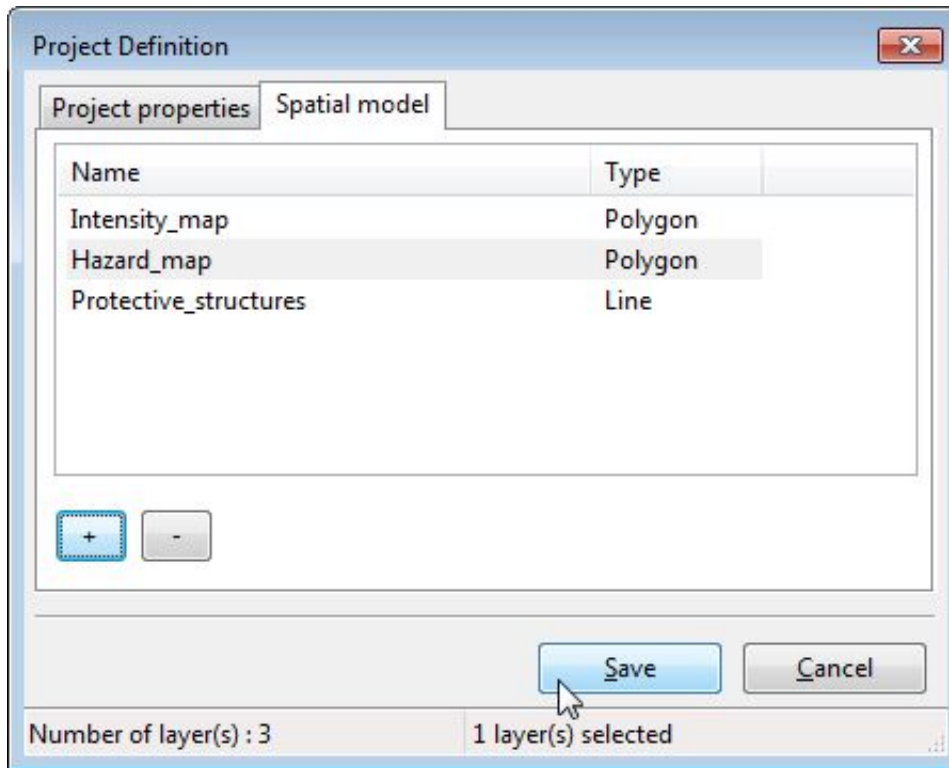 Project Definition
Project properties Spatial model
Name Type
Intensity_map Polygon
Hazard_map Polygon
Protective_structures Line
+ -
Save Cancel
Number of layer(s) : 3 1 layer(s) selected